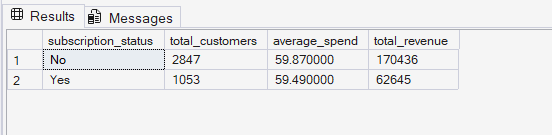 Results Messages
subscription_status total_customers average_spend total_revenue
1 No 2847 59.870000 170436
2 Yes 1053 59.490000 62645